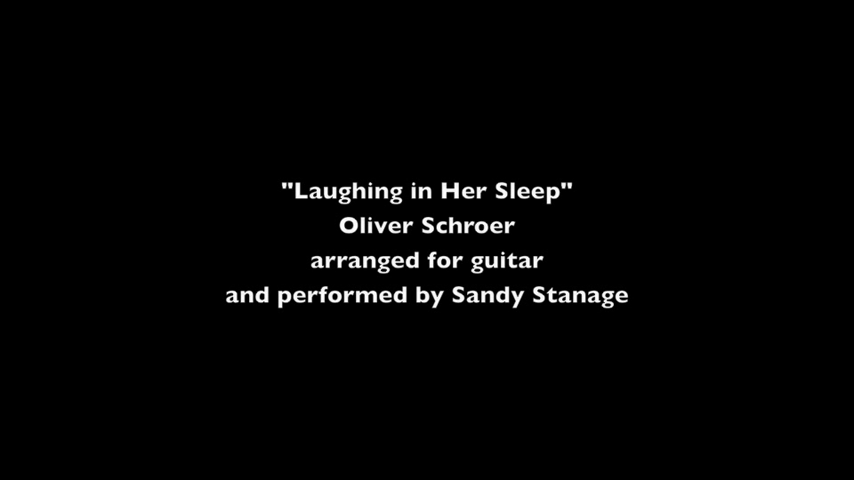 "Laughing in Her Sleep"
Oliver Schroer
arranged for guitar
and performed by Sandy Stanage